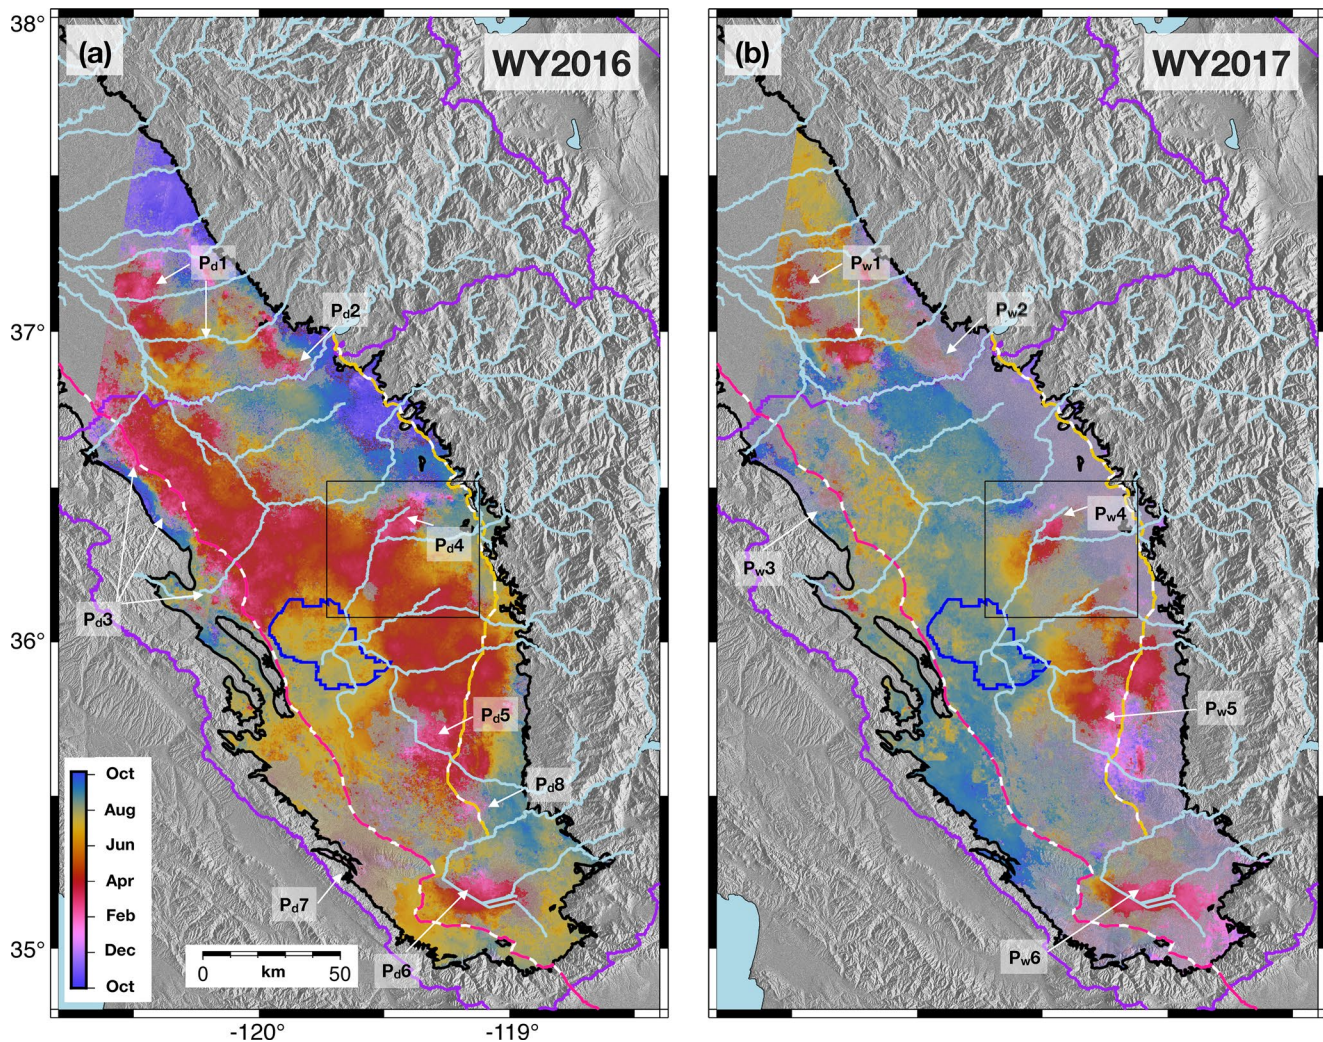 38°
(a)
WY2016
(b)
WY2017
Pd1
Pw1
Pd2
Pw2
37°
Pd4
Pw4
Pw3
Pd3
36°
Pd5
Pw5
Pd8
Oct
Aug
Jun
Apr
Feb
Dec
Oct
Pd7
0 km 50
Pd6
Pw6
35°
-120°
-119°